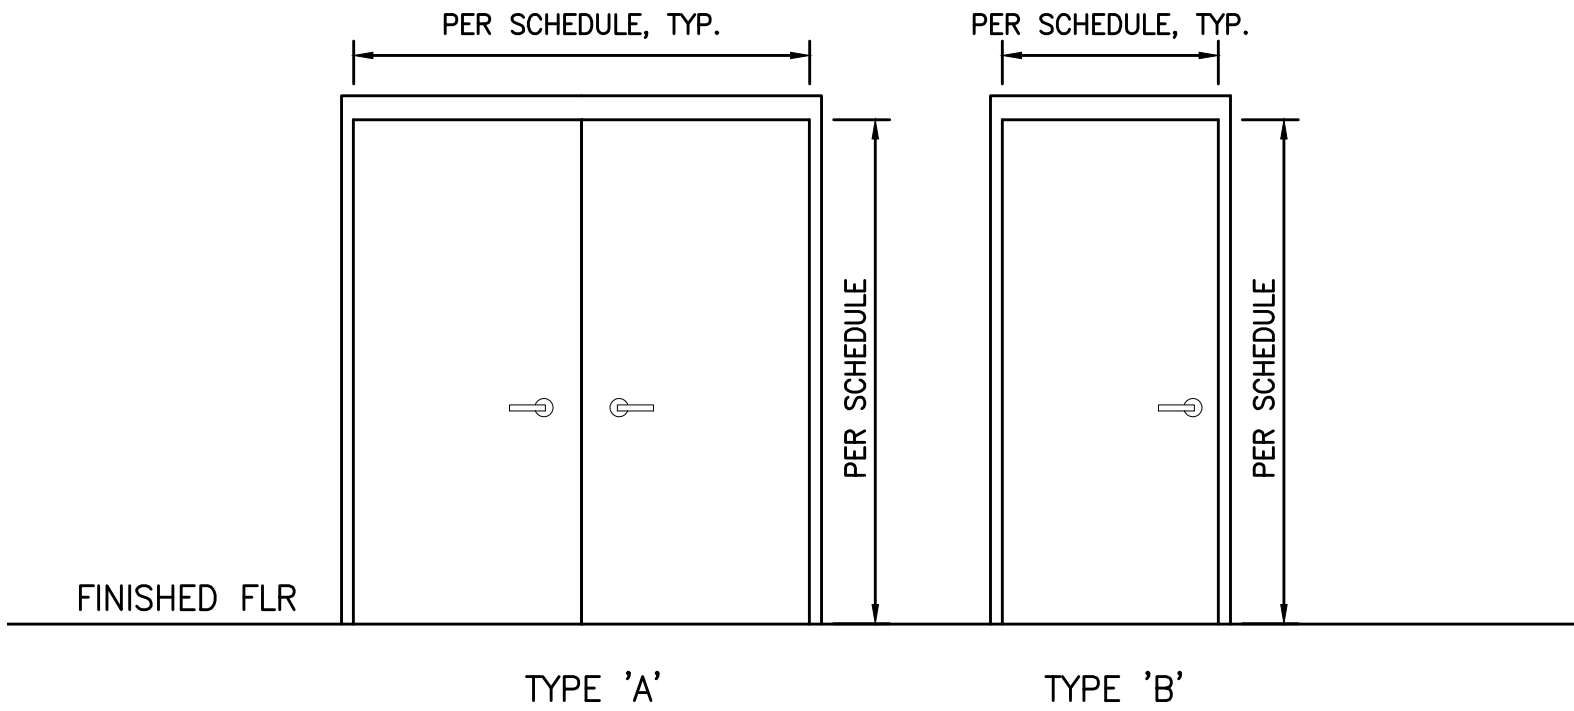 PER SCHEDULE, TYP.
PER SCHEDULE, TYP.
PER SCHEDULE
PER SCHEDULE
FINISHED FLR
TYPE 'A'
TYPE 'B'